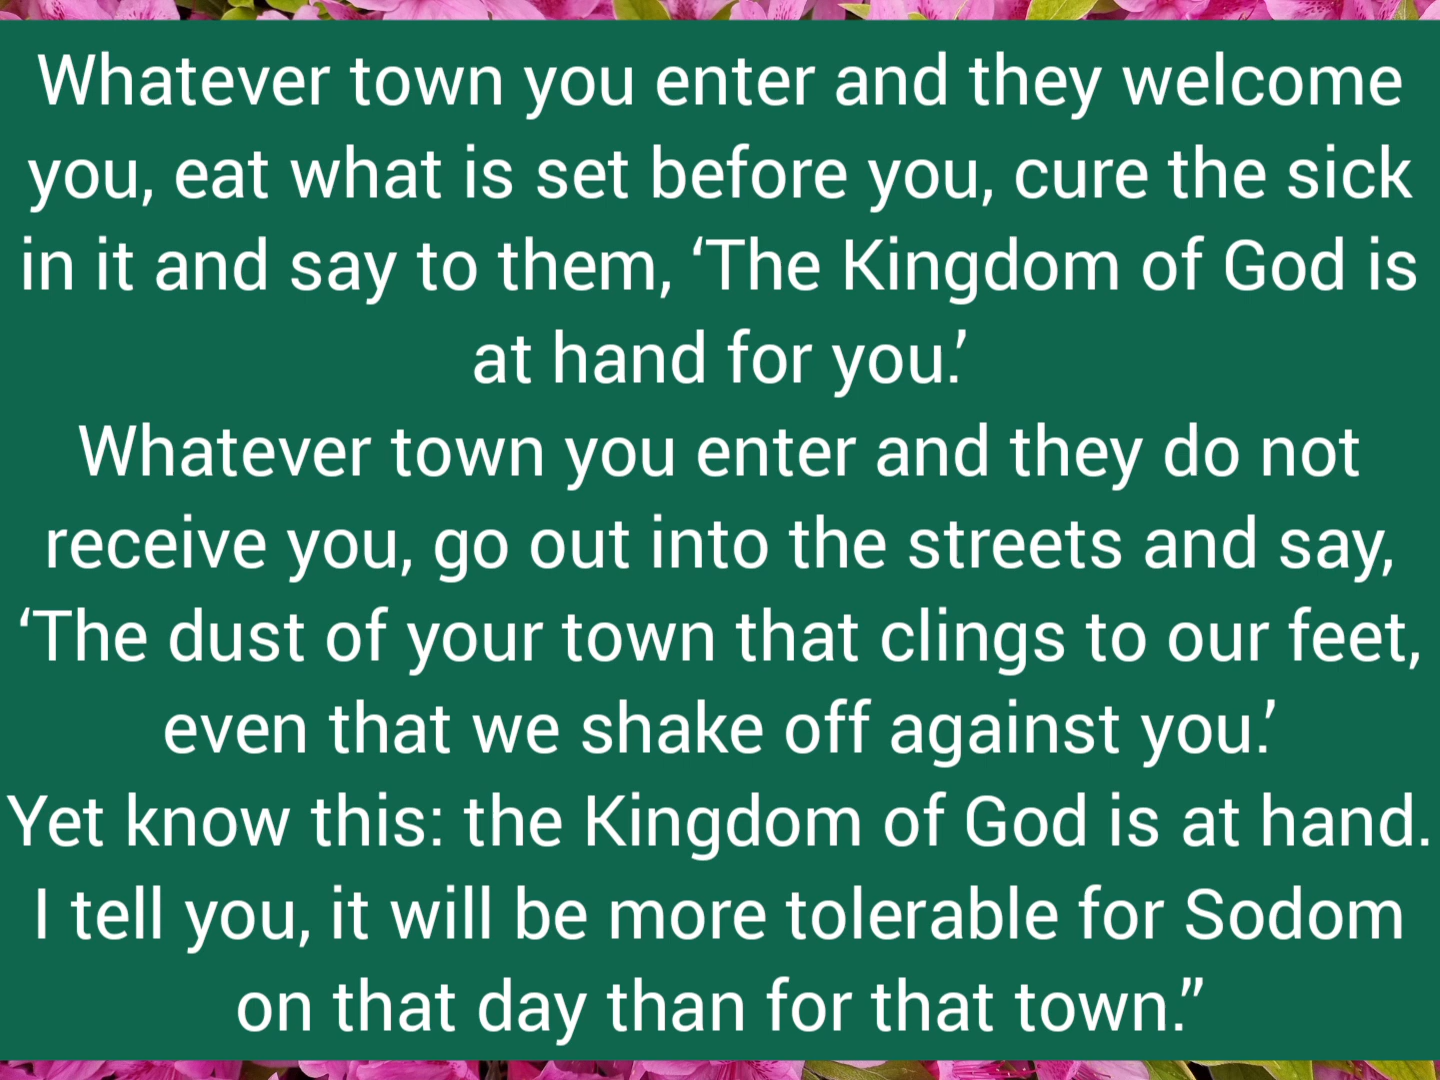 Whatever town you enter and they welcome
you, eat what is set before you, cure the sick
in it and say to them, ‘The Kingdom of God is
at hand for you.’
Whatever town you enter and they do not
receive you, go out into the streets and say,
‘The dust of your town that clings to our feet,
even that we shake off against you.’
Yet know this: the Kingdom of God is at hand.
I tell you, it will be more tolerable for Sodom
on that day than for that town.”